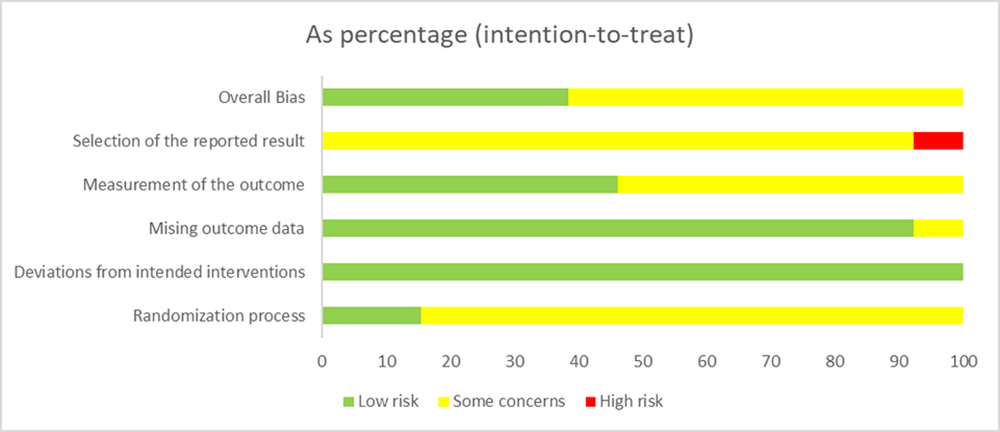 As percentage (intention-to-treat)
Overall Bias
Selection of the reported result
Measurement of the outcome
Mising outcome data
Deviations from intended interventions
Randomization process
0 10 20 30 40 50 60 70 80 90 100
Low risk Some concerns High risk